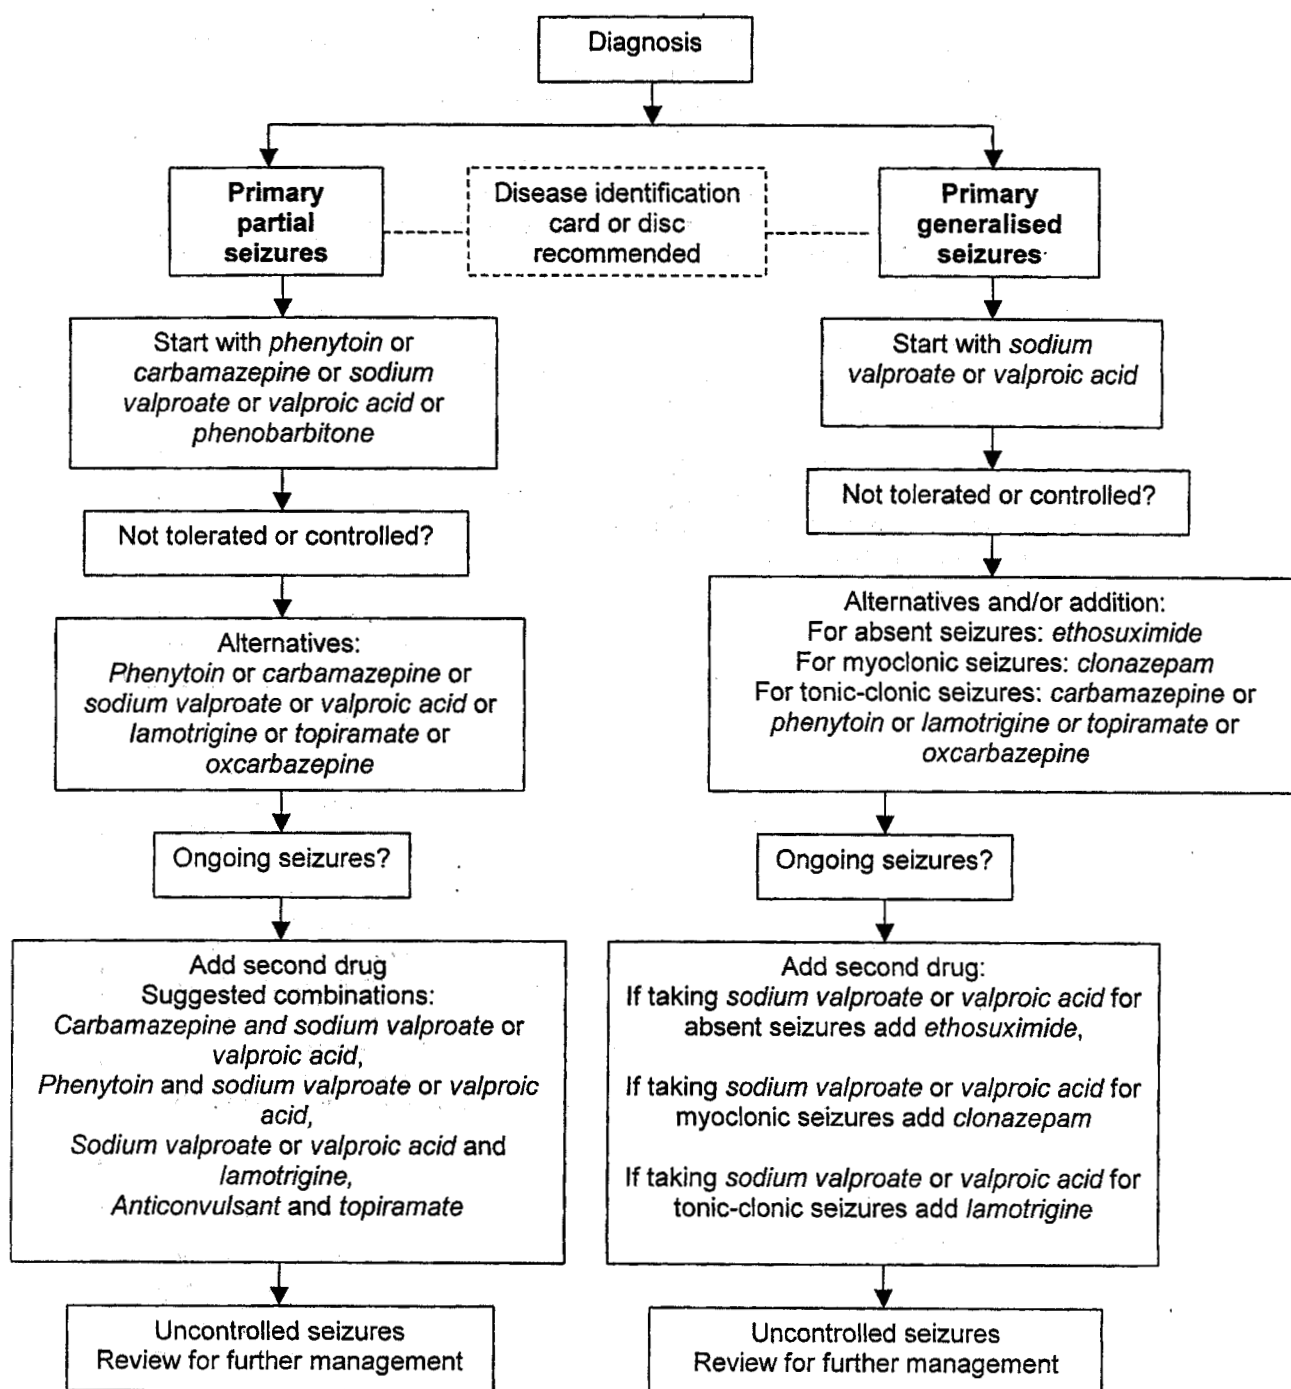 Diagnosis
Primary
partial
seizures
Disease identification
card or disc
recommended
Primary
generalised
seizures
Start with phenytoin or
carbamazepine or sodium
valproate or valproic acid or
phenobarbitone
Start with sodium
valproate or valproic acid
Not tolerated or controlled?
Not tolerated or controlled?
Alternatives:
Phenytoin or carbamazepine or
sodium valproate or valproic acid or
lamotrigine or topiramate or
oxcarbazepine
Alternatives and/or addition:
For absent seizures: ethosuximide
For myoclonic seizures: clonazepam
For tonic-clonic seizures: carbamazepine or
phenytoin or lamotrigine or topiramate or
oxcarbazepine
Ongoing seizures?
Ongoing seizures?
Add second drug
Suggested combinations:
Carbamazepine and sodium valproate or
valproic acid,
Phenytoin and sodium valproate or valproic
acid,
Sodium valproate or valproic acid and
lamotrigine,
Anticonvulsant and topiramate
Add second drug:
If taking sodium valproate or valproic acid for
absent seizures add ethosuximide,
If taking sodium valproate or valproic acid for
myoclonic seizures add clonazepam
If taking sodium valproate or valproic acid for
tonic-clonic seizures add lamotrigine
Uncontrolled seizures
Review for further management
Uncontrolled seizures
Review for further management